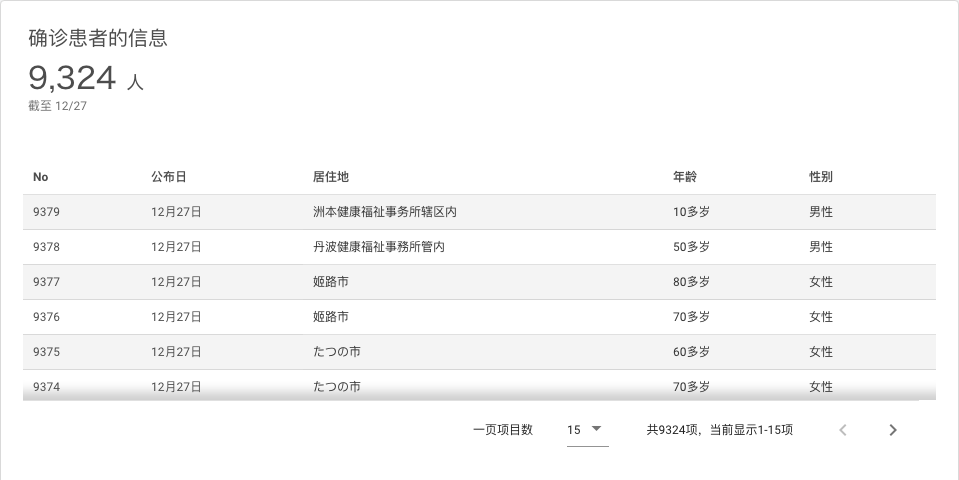 确诊患者的信息
9,324 人
截至 12/27
No 公布日 居住地 年龄 性别
9379 12月27日 洲本健康福祉事务所辖区内 10多岁 男性
9378 12月27日 丹波健康福祉事務所管内 50多岁 男性
9377 12月27日 姬路市 80多岁 女性
9376 12月27日 姬路市 70多岁 女性
9375 12月27日 たつの市 60多岁 女性
9374 12月27日 たつの市 70多岁 女性
一页项目数 15 共9324项，当前显示1-15项